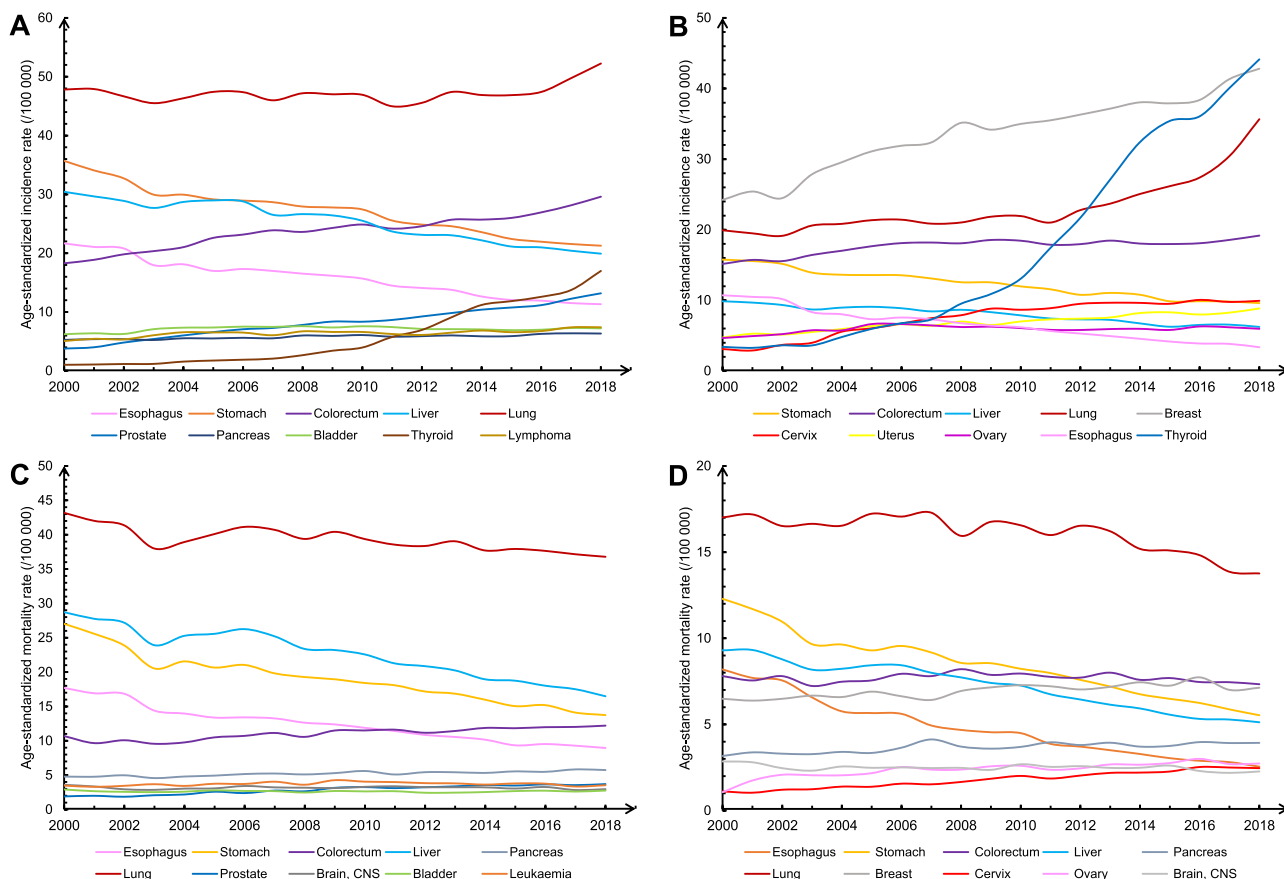 A
Age-standardized incidence rate (/100 000)
60
50
40
30
20
10
0
2000 2002 2004 2006 2008 2010 2012 2014 2016 2018
Esophagus Stomach Colorectum Liver Lung
Prostate Pancreas Bladder Thyroid Lymphoma
B
Age-standardized incidence rate (/100 000)
50
40
30
20
10
0
2000 2002 2004 2006 2008 2010 2012 2014 2016 2018
Stomach Colorectum Liver Lung Breast
Cervix Uterus Ovary Esophagus Thyroid
C
Age-standardized mortality rate (/100 000)
50
45
40
35
30
25
20
15
10
5
0
2000 2002 2004 2006 2008 2010 2012 2014 2016 2018
Esophagus Stomach Colorectum Liver Pancreas
Lung Prostate Brain, CNS Bladder Leukaemia
D
Age-standardized mortality rate (/100 000)
20
15
10
5
0
2000 2002 2004 2006 2008 2010 2012 2014 2016 2018
Esophagus Stomach Colorectum Liver Pancreas
Lung Breast Cervix Ovary Brain, CNS